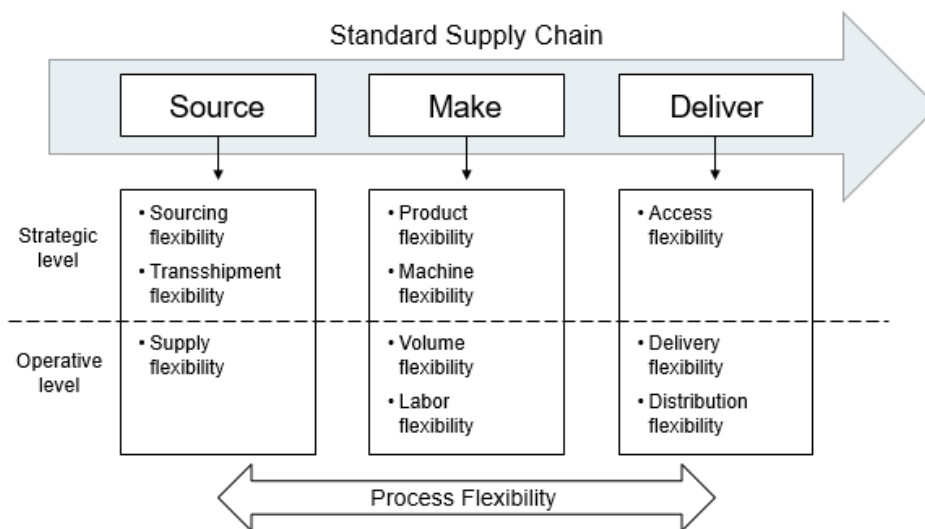 Standard Supply Chain
Source
Make
Deliver
Strategic
level
• Sourcing
flexibility
• Transshipment
flexibility
• Product
flexibility
• Machine
flexibility
• Access
flexibility
Operative
level
• Supply
flexibility
• Volume
flexibility
• Labor
flexibility
• Delivery
flexibility
• Distribution
flexibility
Process Flexibility